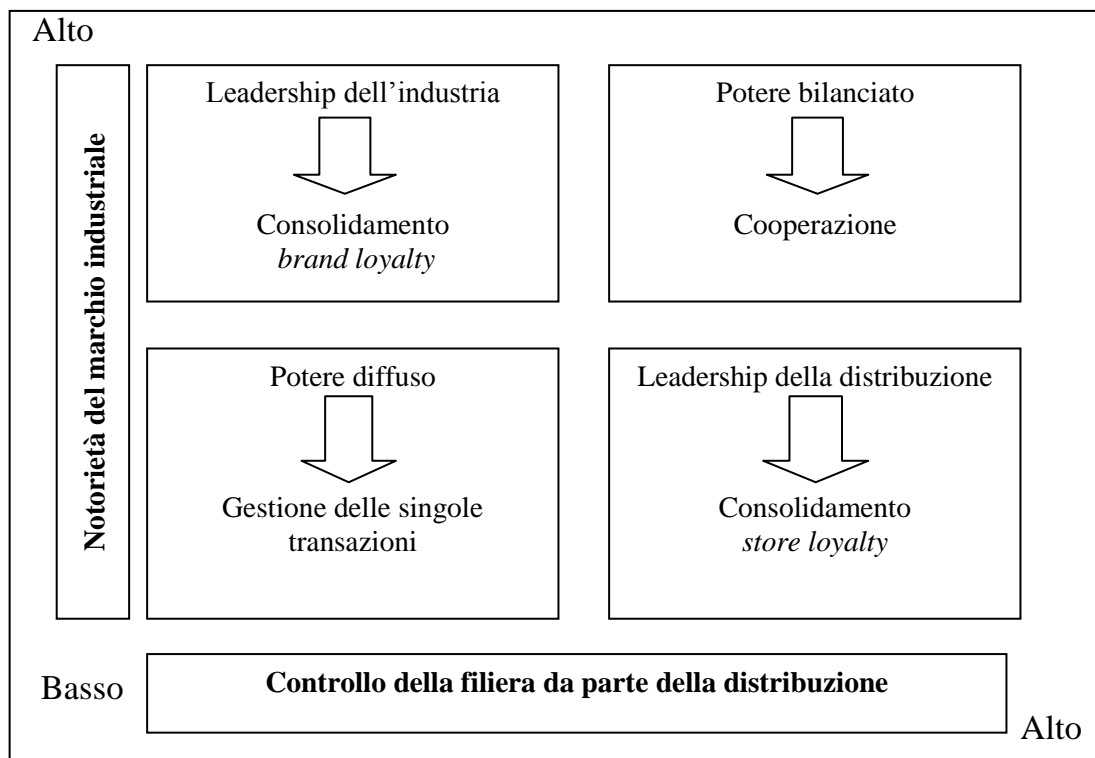 Alto
Notorietà del marchio industriale
Leadership dell’industria
Consolidamento
brand loyalty
Potere bilanciato
Cooperazione
Potere diffuso
Gestione delle singole
transazioni
Leadership della distribuzione
Consolidamento
store loyalty
Basso
Controllo della filiera da parte della distribuzione
Alto